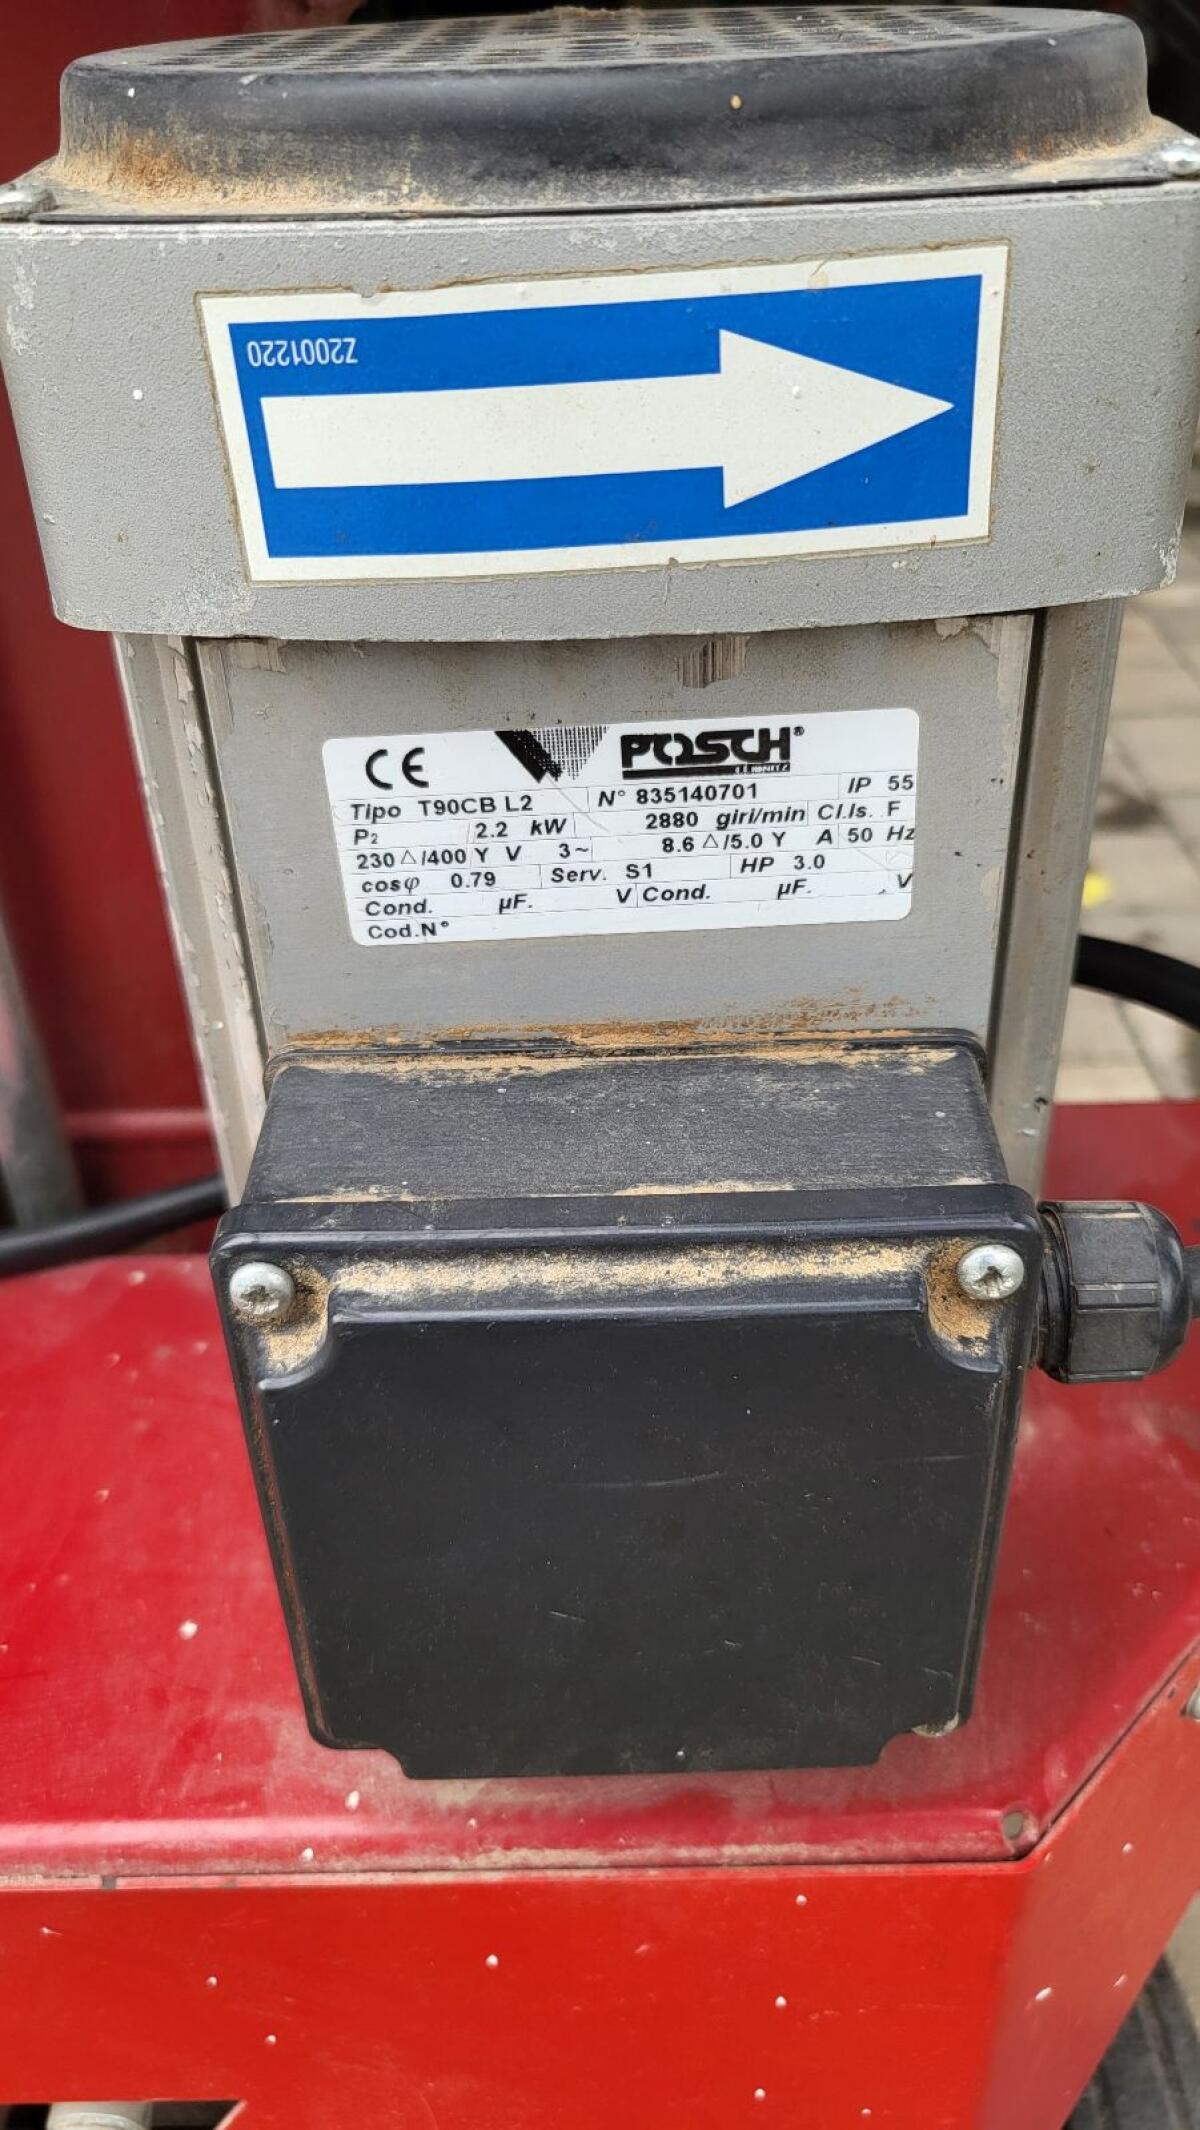 Z2001220
CE POSCH®
LEIBNITZ
Tipo T90CB L2 N° 835140701 IP 55
P2 2.2 kW 2880 giri/min Cl.Is. F
230 △/400 Y V 3~ 8.6 △/5.0 Y A 50 Hz
cosφ 0.79 Serv. S1 HP 3.0
Cond. µF. V Cond. µF. V
Cod.N°